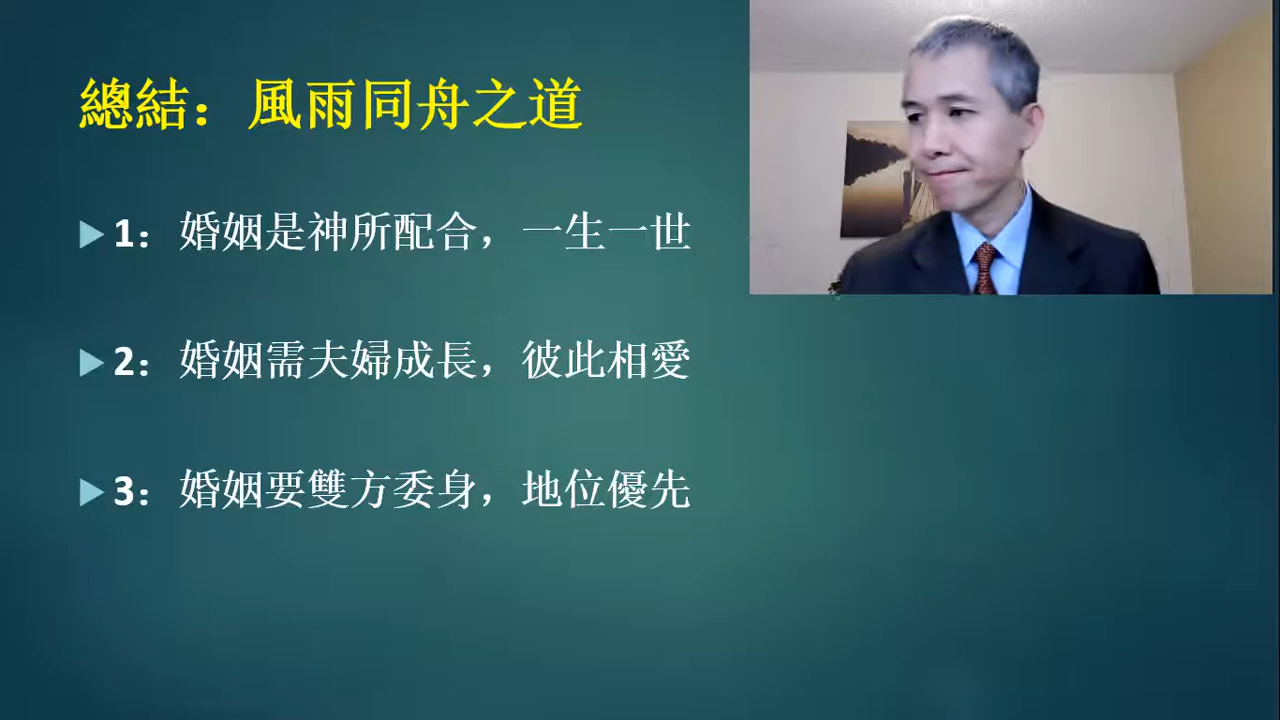 總結：風雨同舟之道
1：婚姻是神所配合，一生一世
2：婚姻需夫婦成長，彼此相愛
3：婚姻要雙方委身，地位優先